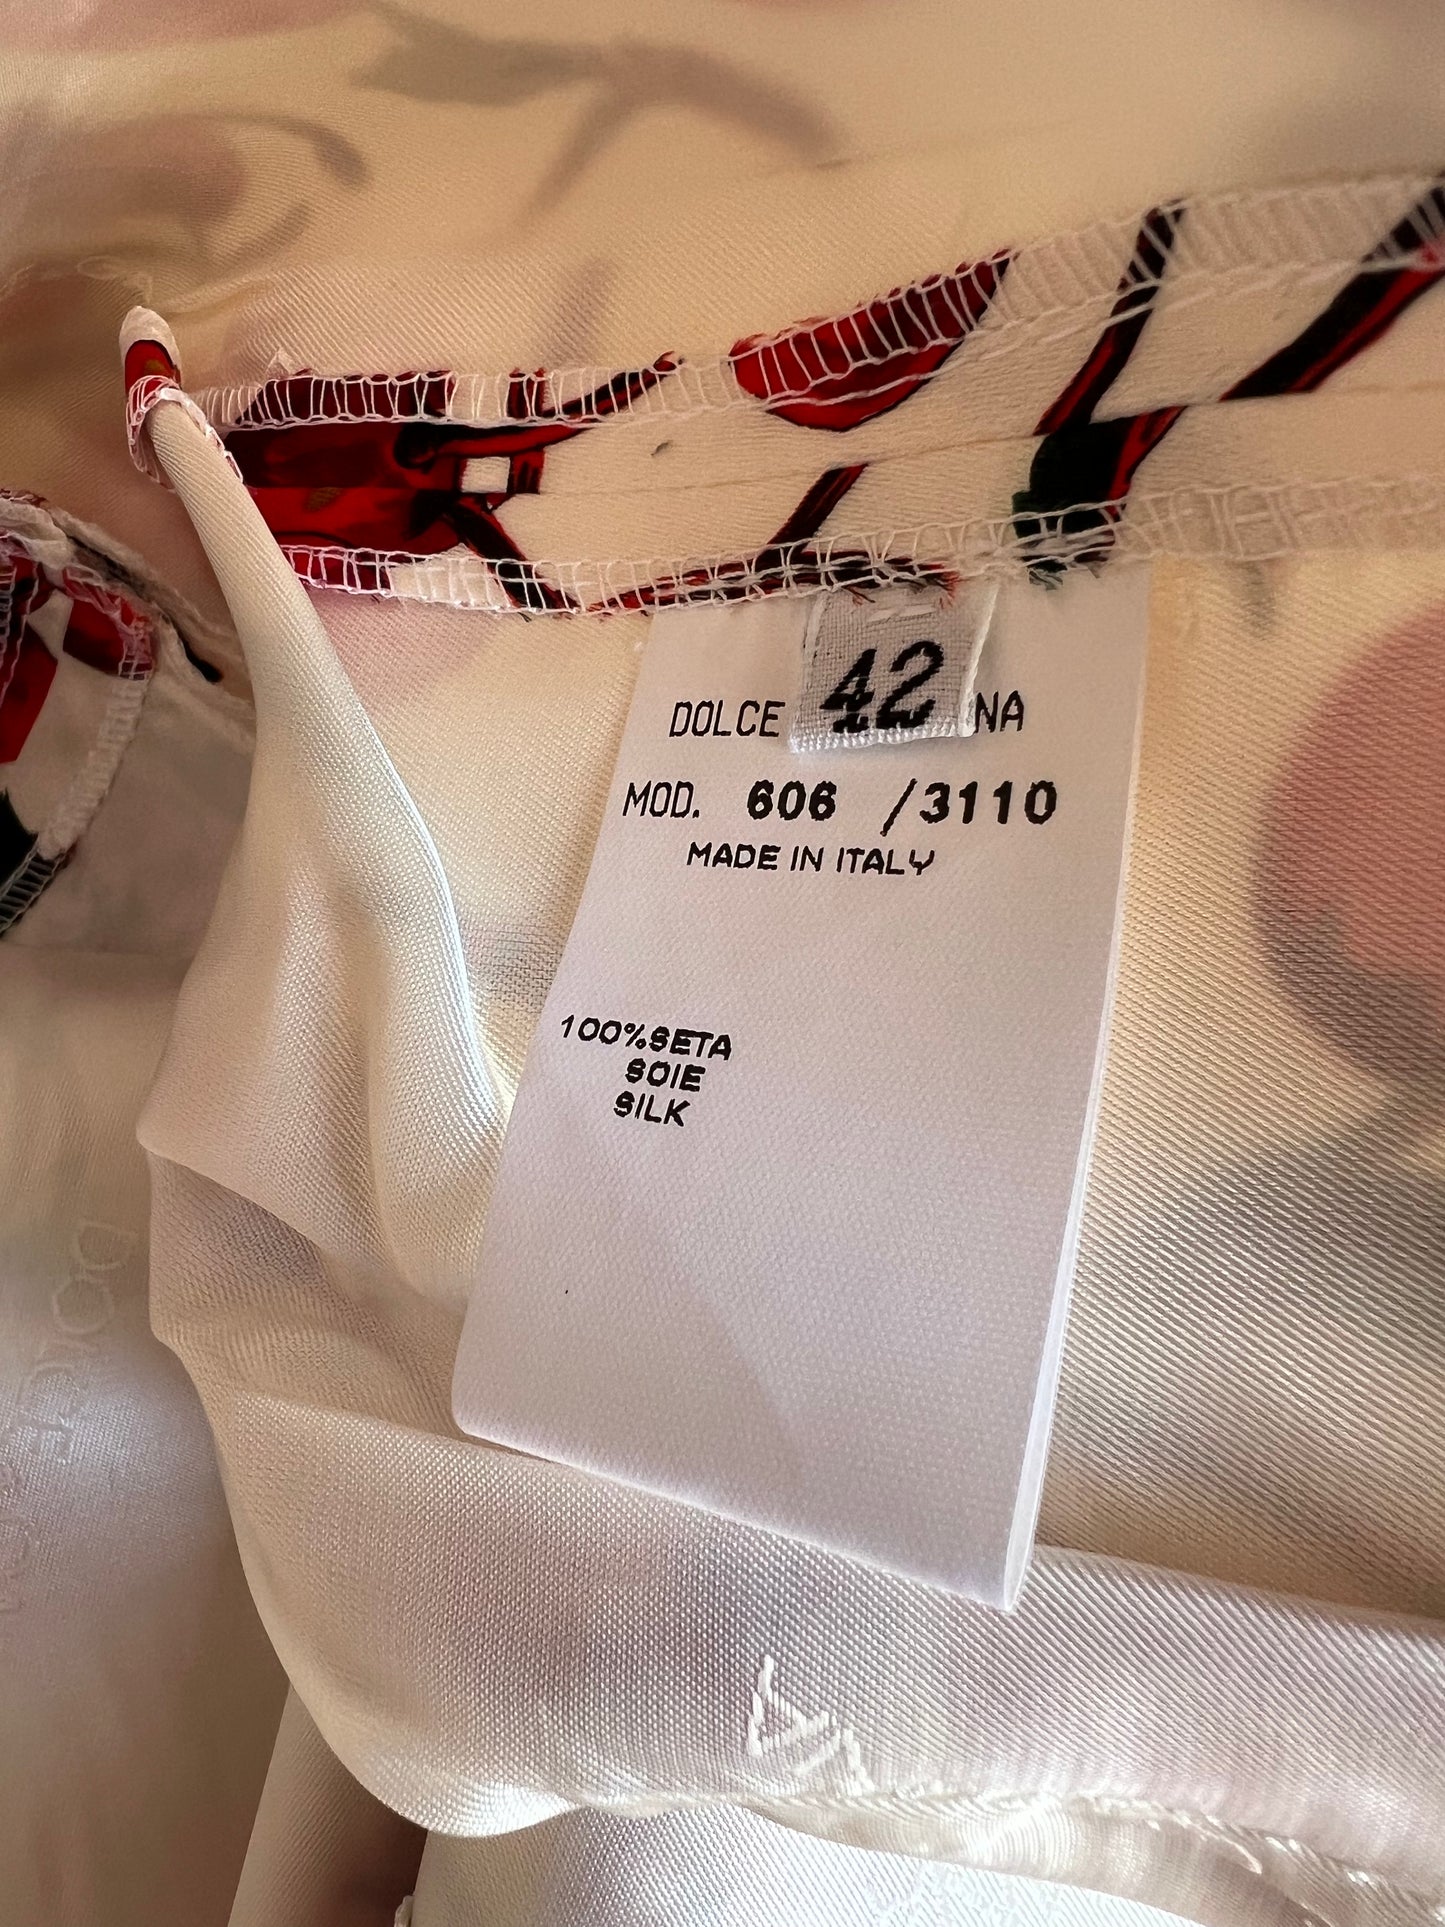 42
DOLCE NA
MOD. 606 /3110
MADE IN ITALY
100%SETA
SOIE
SILK